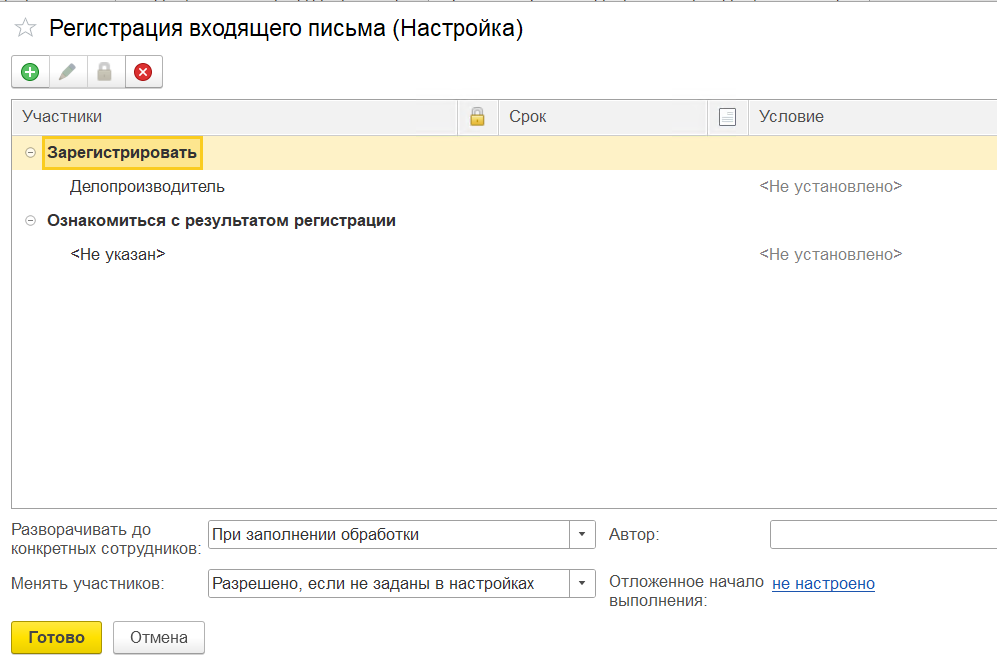 Регистрация входящего письма (Настройка)
Участники Срок Условие
Зарегистрировать
Делопроизводитель <Не установлено>
Ознакомиться с результатом регистрации
<Не указан> <Не установлено>
Разворачивать до
конкретных сотрудников: При заполнении обработки Автор:
Менять участников: Разрешено, если не заданы в настройках Отложенное начало не настроено
выполнения:
Готово Отмена